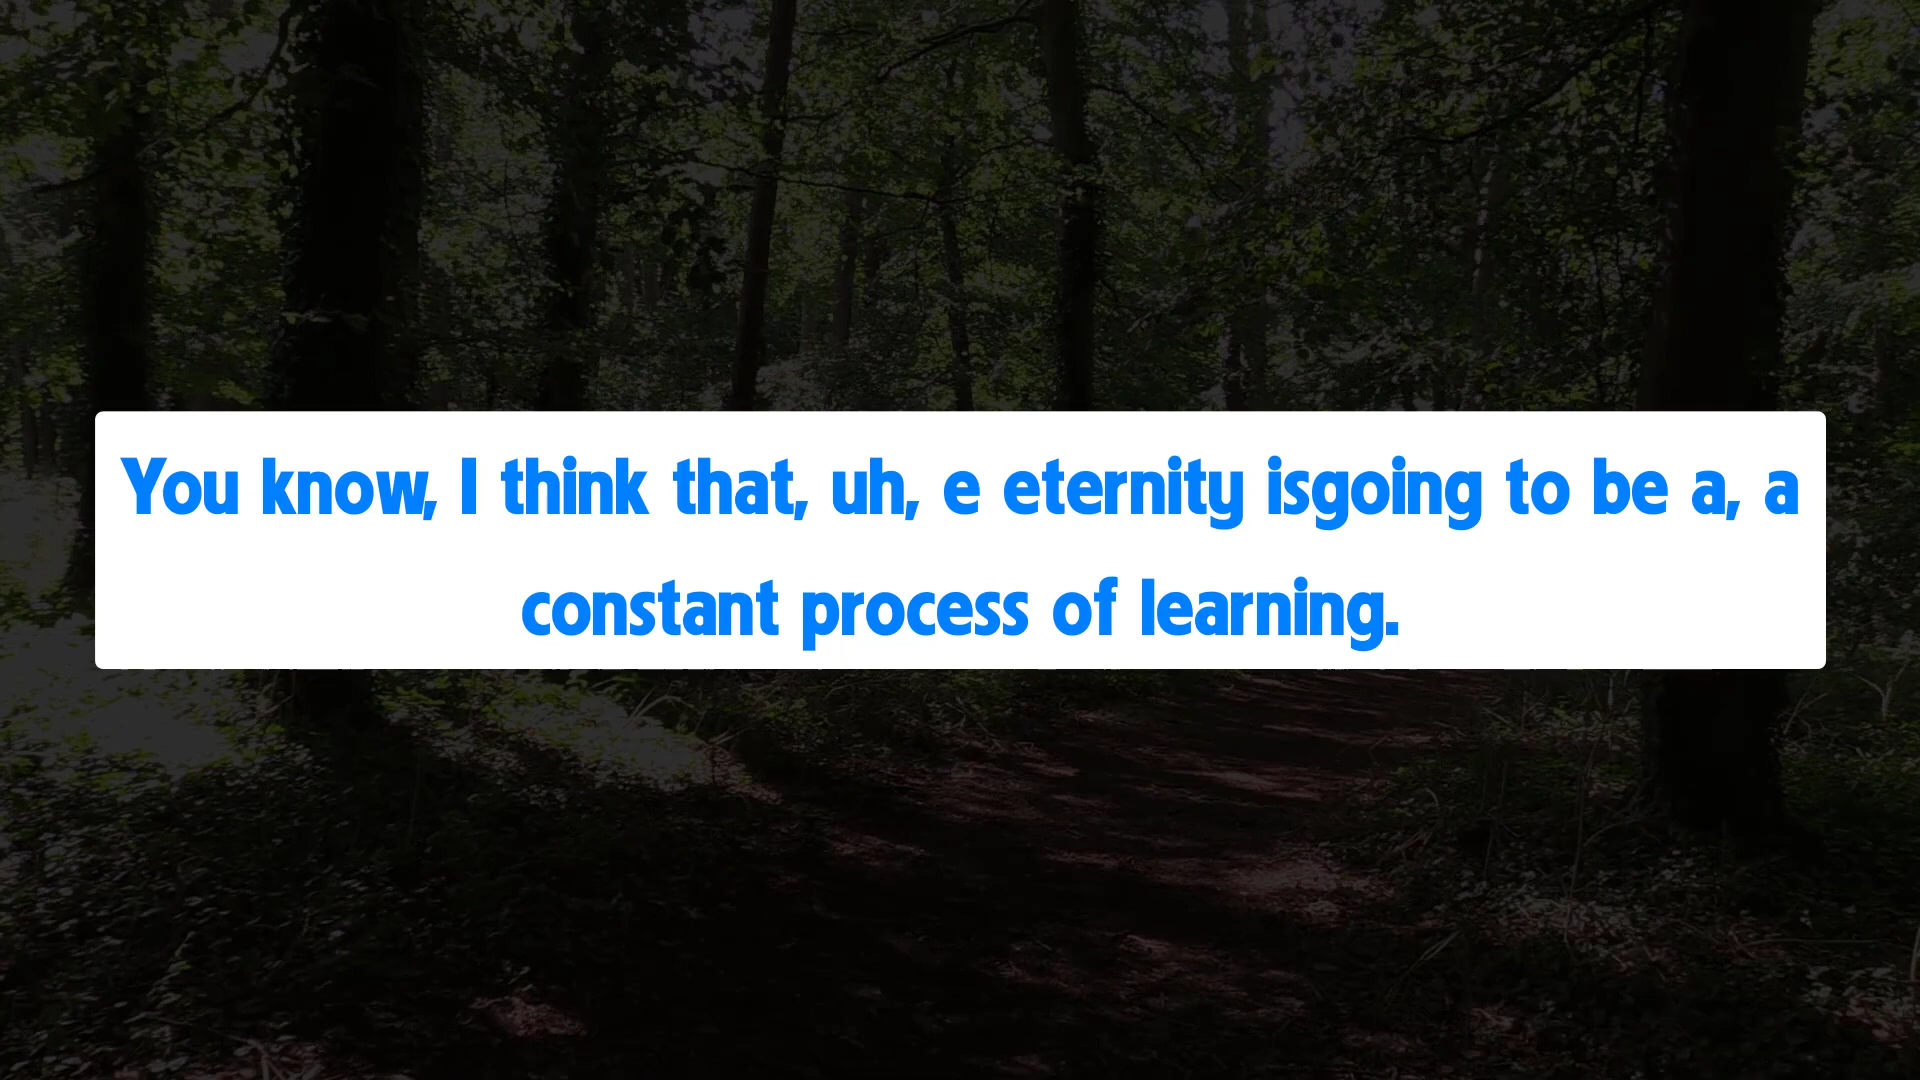 You know, I think that, uh, e eternity isgoing to be a, a
constant process of learning.